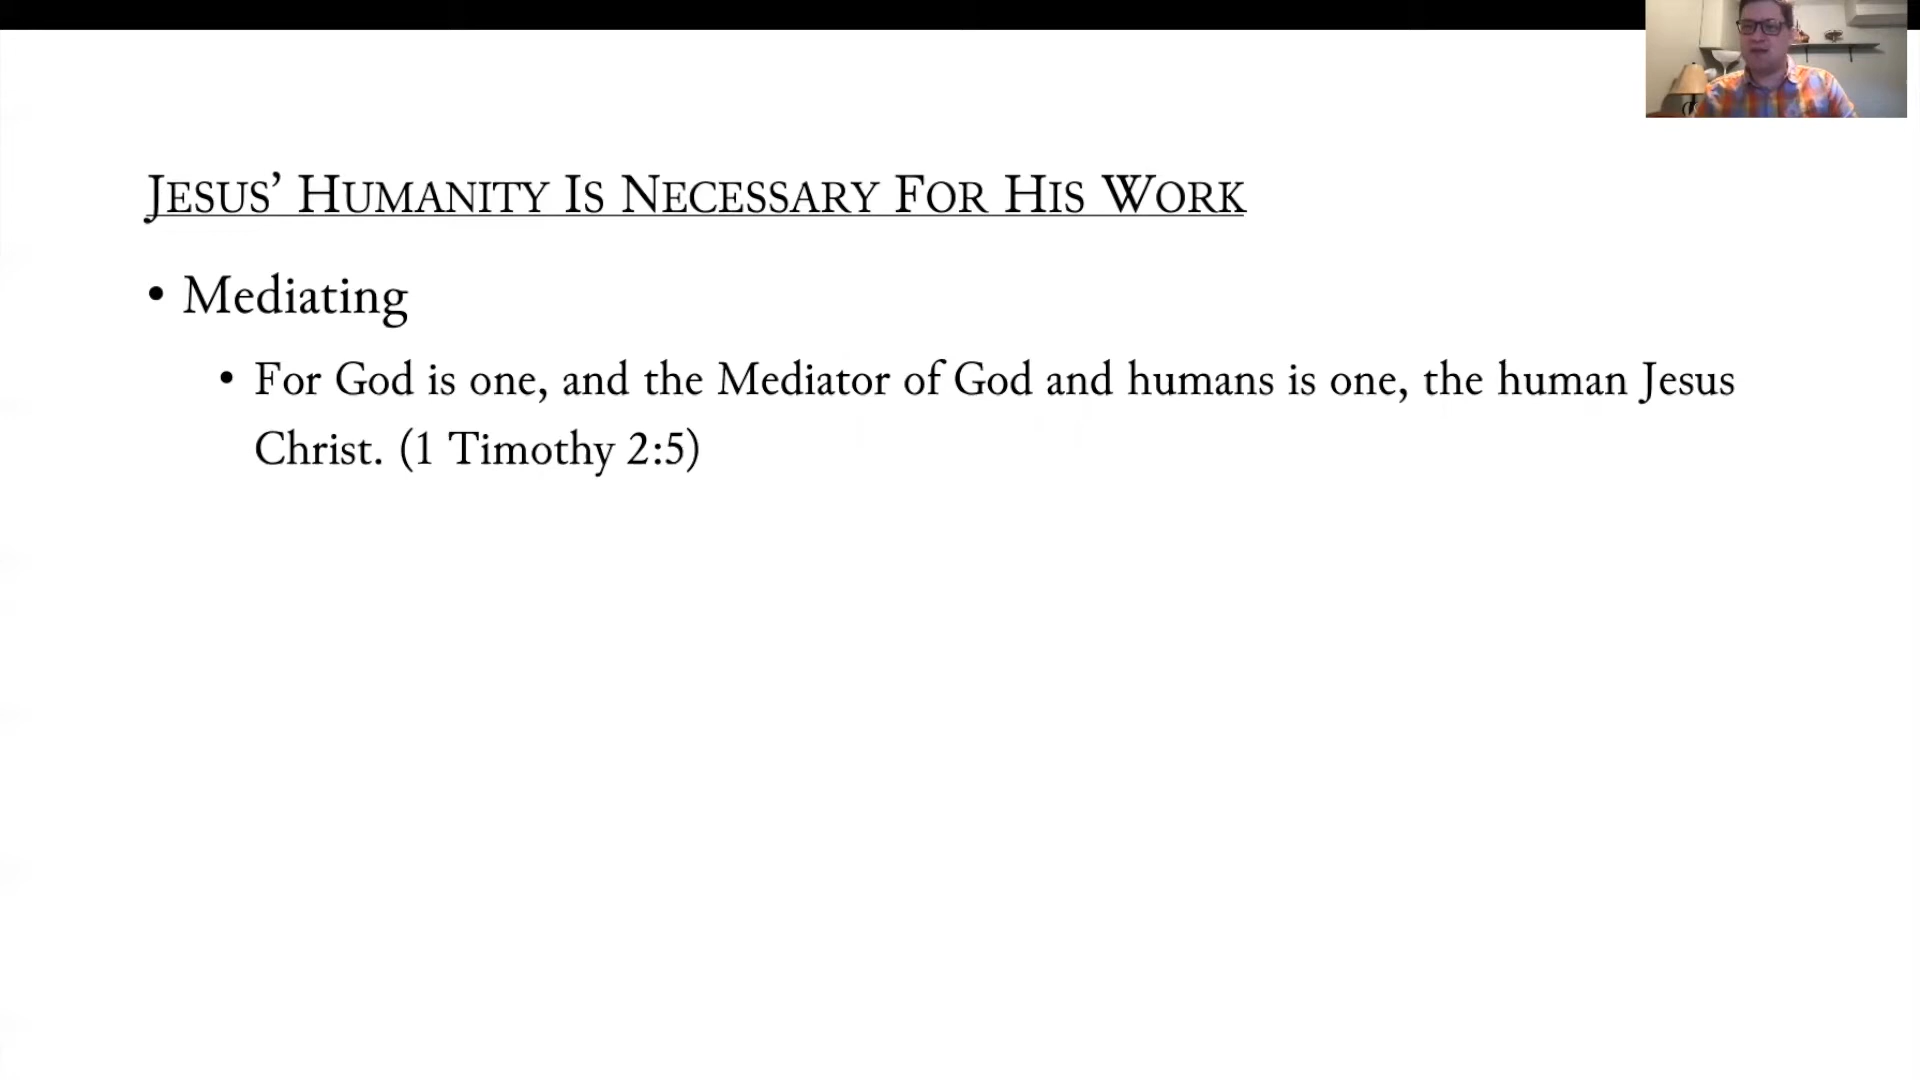 JESUS’ HUMANITY IS NECESSARY FOR HIS WORK
• Mediating
• For God is one, and the Mediator of God and humans is one, the human Jesus
Christ. (1 Timothy 2:5)